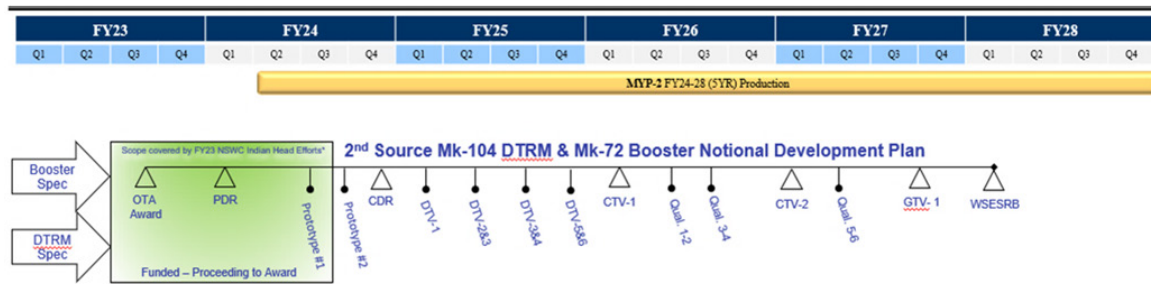 FY23 FY24 FY25 FY26 FY27 FY28
Q1 Q2 Q3 Q4 Q1 Q2 Q3 Q4 Q1 Q2 Q3 Q4 Q1 Q2 Q3 Q4 Q1 Q2 Q3 Q4 Q1 Q2 Q3 Q4
MYP-2 FY24-28 (5YR) Production
Scope covered by FY23 NSWC Indian Head Efforts*
2nd Source Mk-104 DTRM & Mk-72 Booster Notional Development Plan
Booster
Spec
DTRM
Spec
OTA
Award
PDR
Prototype #1
Prototype #2
CDR
DTV-1
DTV-2&3
DTV-3&4
DTV-5&6
CTV-1
Qual. 1-2
Qual. 3-4
CTV-2
Qual. 5-6
GTV- 1
WSESRB
Funded – Proceeding to Award